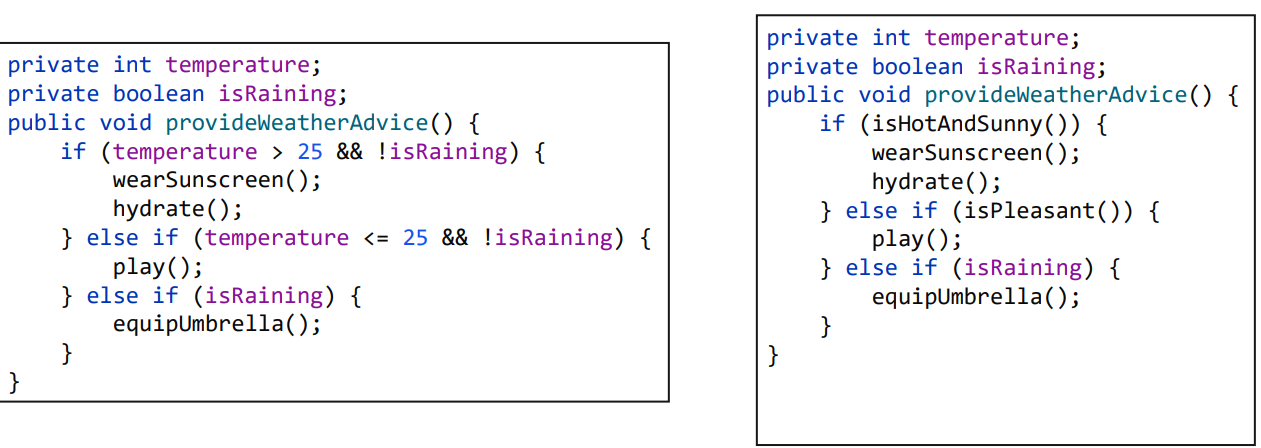 private int temperature;
private boolean isRaining;
public void provideWeatherAdvice() {
    if (temperature > 25 && !isRaining) {
        wearSunscreen();
        hydrate();
    } else if (temperature <= 25 && !isRaining) {
        play();
    } else if (isRaining) {
        equipUmbrella();
    }
}
private int temperature;
private boolean isRaining;
public void provideWeatherAdvice() {
    if (isHotAndSunny()) {
        wearSunscreen();
        hydrate();
    } else if (isPleasant()) {
        play();
    } else if (isRaining) {
        equipUmbrella();
    }
}